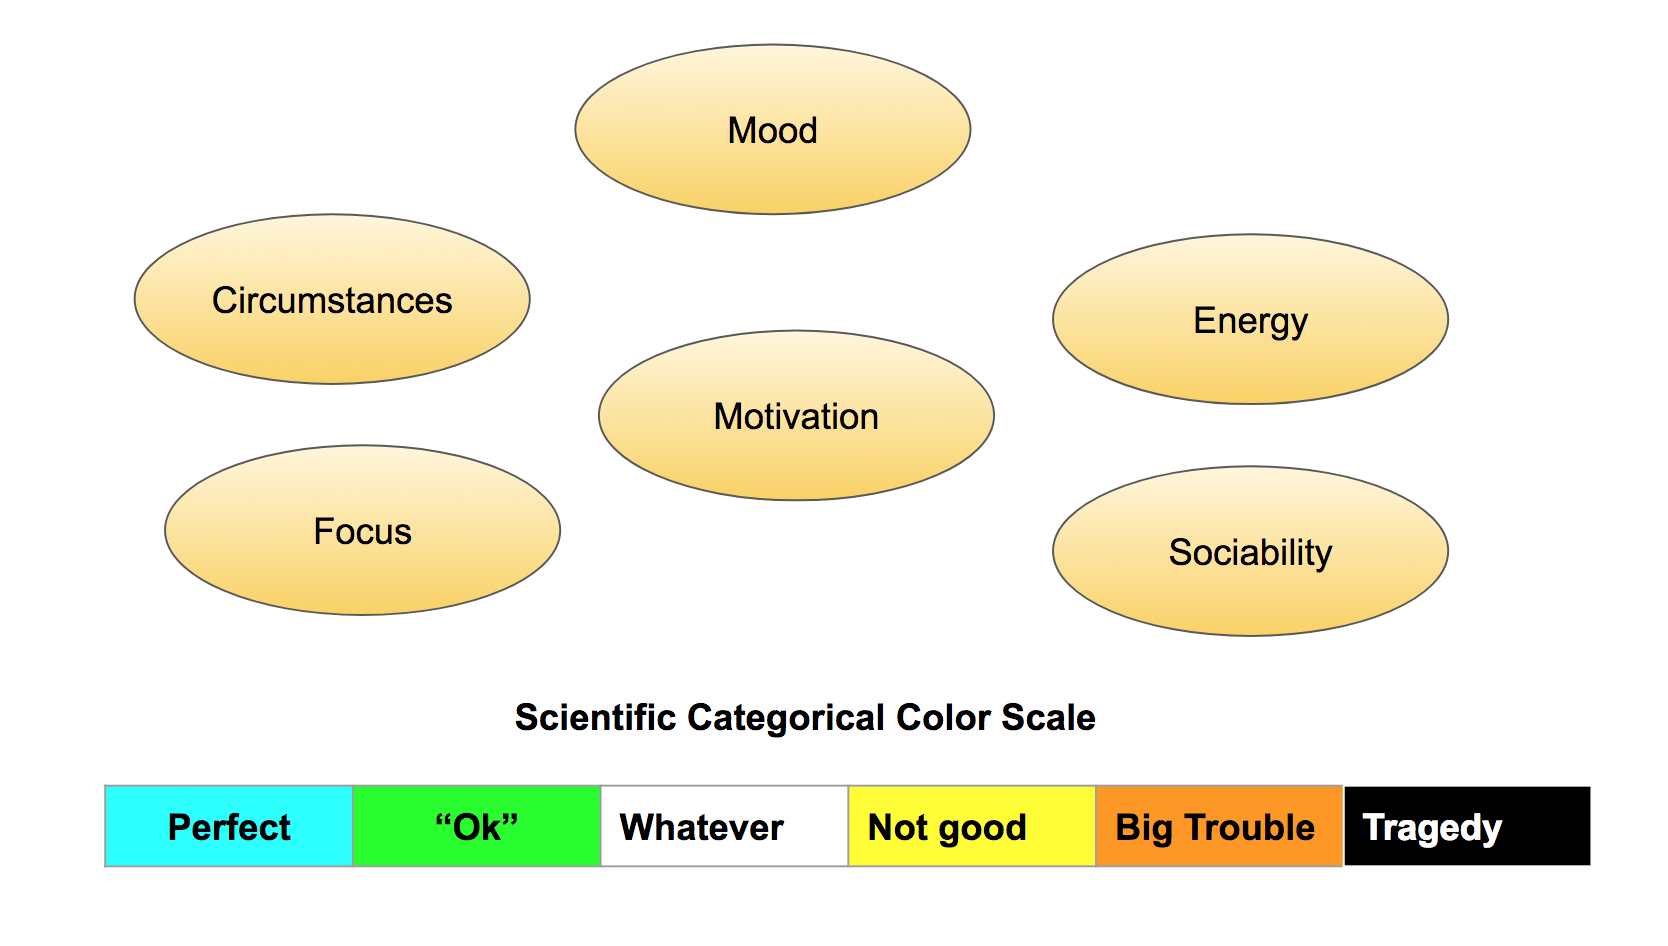 Mood
Circumstances
Energy
Motivation
Focus
Sociability
Scientific Categorical Color Scale
Perfect “Ok” Whatever Not good Big Trouble Tragedy